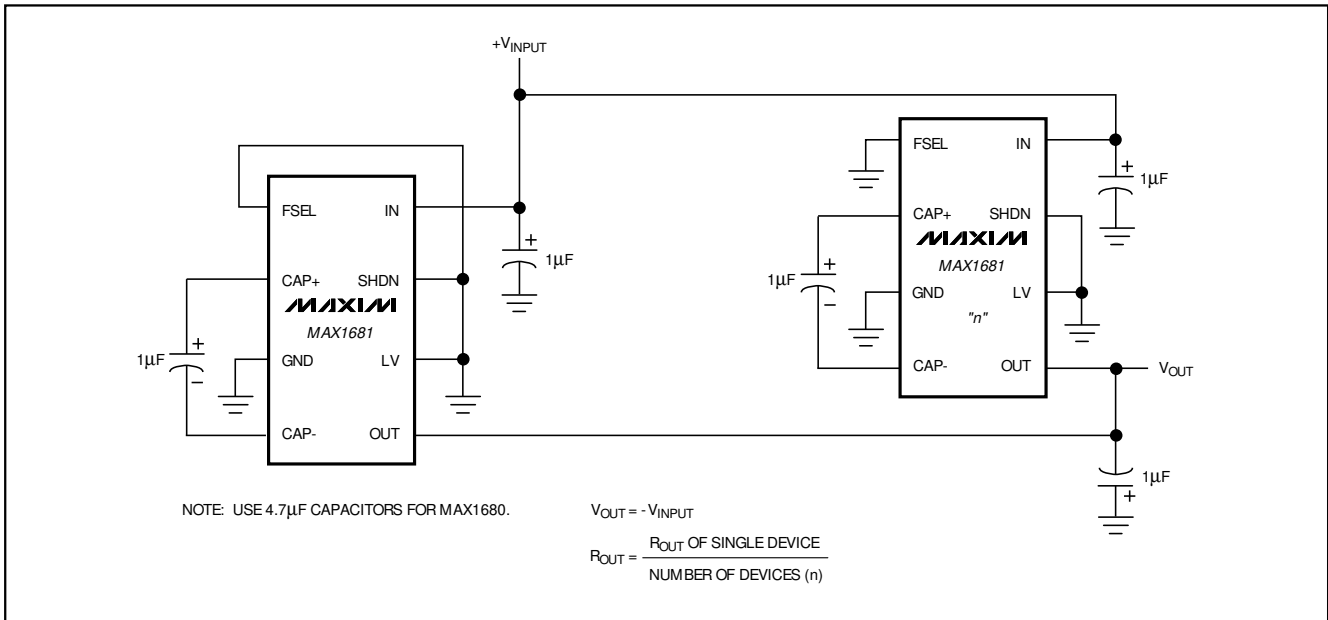 +VINPUT
FSEL IN
CAP+ SHDN
MAXIM
MAX1681
GND LV
CAP- OUT
+
1µF
-
+
1µF
FSEL IN
CAP+ SHDN
MAXIM
MAX1681
GND LV
"n"
CAP- OUT
+
1µF
-
+
1µF
VOUT
1µF
+
NOTE: USE 4.7µF CAPACITORS FOR MAX1680.
VOUT = - VINPUT
ROUT = ROUT OF SINGLE DEVICE
NUMBER OF DEVICES (n)